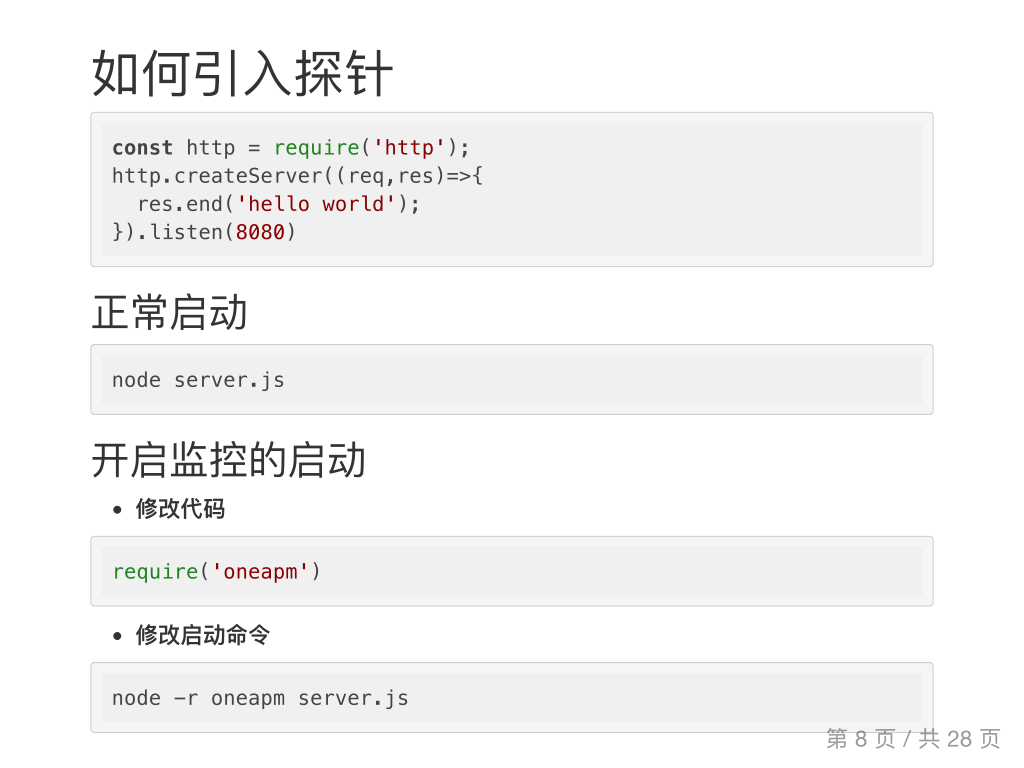 如何引入探针
const http = require('http');
http.createServer((req,res)=>{
  res.end('hello world');
}).listen(8080)
正常启动
node server.js
开启监控的启动
• 修改代码
require('oneapm')
• 修改启动命令
node -r oneapm server.js
第 8 页 / 共 28 页